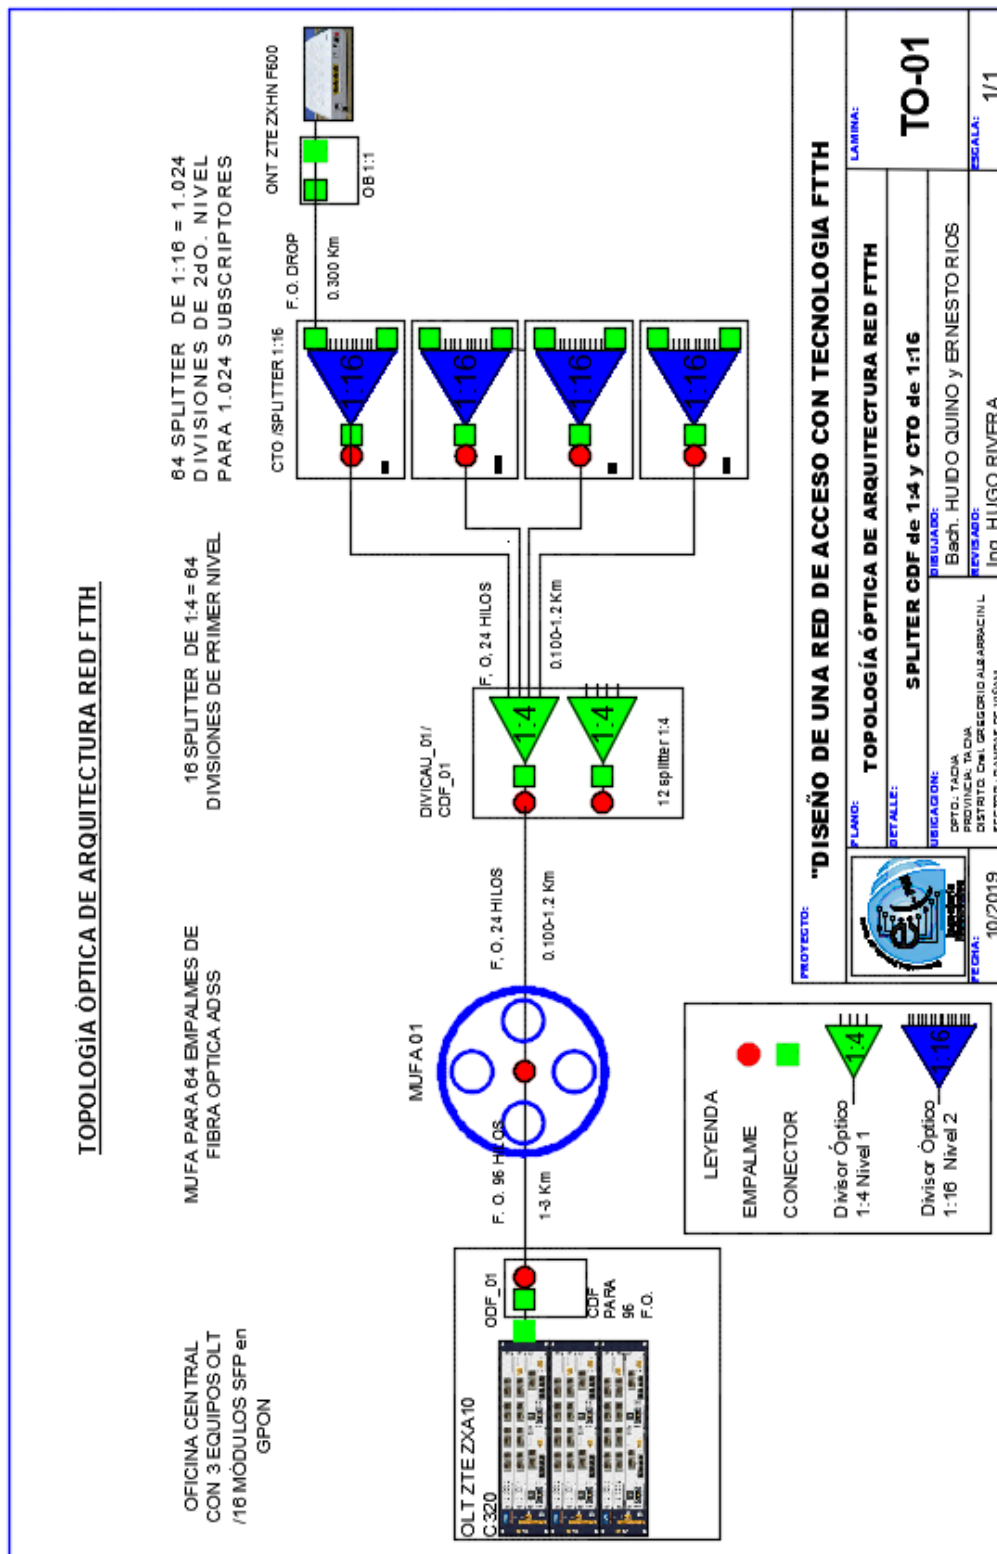 TOPOLOGÍA ÓPTICA DE ARQUITECTURA RED FTTH
OFICINA CENTRAL
CON 3 EQUIPOS OLT
/16 MÓDULOS SFP en
GPON
MUFA PARA 64 EMPALMES DE
FIBRA OPTICA ADSS
16 SPLITTER DE 1:4 = 64
DIVISIONES DE PRIMER NIVEL
64 SPLITTER DE 1:16 = 1.024
DIVISIONES DE 2dO. NIVEL
PARA 1.024 SUBSCRIPTORES
OLT ZTE ZXA10
C320
ODF_01
CDF
PARA
96
F.O.
F. O. 96 HILOS
1-3 Km
MUFA 01
F, O, 24 HILOS
0.100-1.2 Km
DIVICAU_01/
CDF_01
1:4
1:4
12 splitter 1:4
F, O, 24 HILOS
0.100-1.2 Km
CTO /SPLITTER 1:16
1:16
1:16
1:16
1:16
F. O. DROP
0.300 Km
ONT ZTE ZXHN F600
OB 1:1
LEYENDA
EMPALME
CONECTOR
Divisor Óptico
1:4 Nivel 1
1:4
Divisor Óptico
1:16 Nivel 2
1:16
PROYECTO:
"DISEÑO DE UNA RED DE ACCESO CON TECNOLOGIA FTTH
PLANO:
TOPOLOGÍA ÓPTICA DE ARQUITECTURA RED FTTH
DETALLE:
SPLITER CDF de 1:4 y CTO de 1:16
LAMINA:
TO-01
UBICACION:
DPTO.: TACNA
PROVINCIA: TACNA
DISTRITO: Crnl. GREGORIO ALBARRACIN L.
DIBUJADO:
Bach. HUIDO QUINO y ERNESTO RIOS
REVISADO:
Ing. HUGO RIVERA
FECHA:
10/2019
ESCALA:
1/1